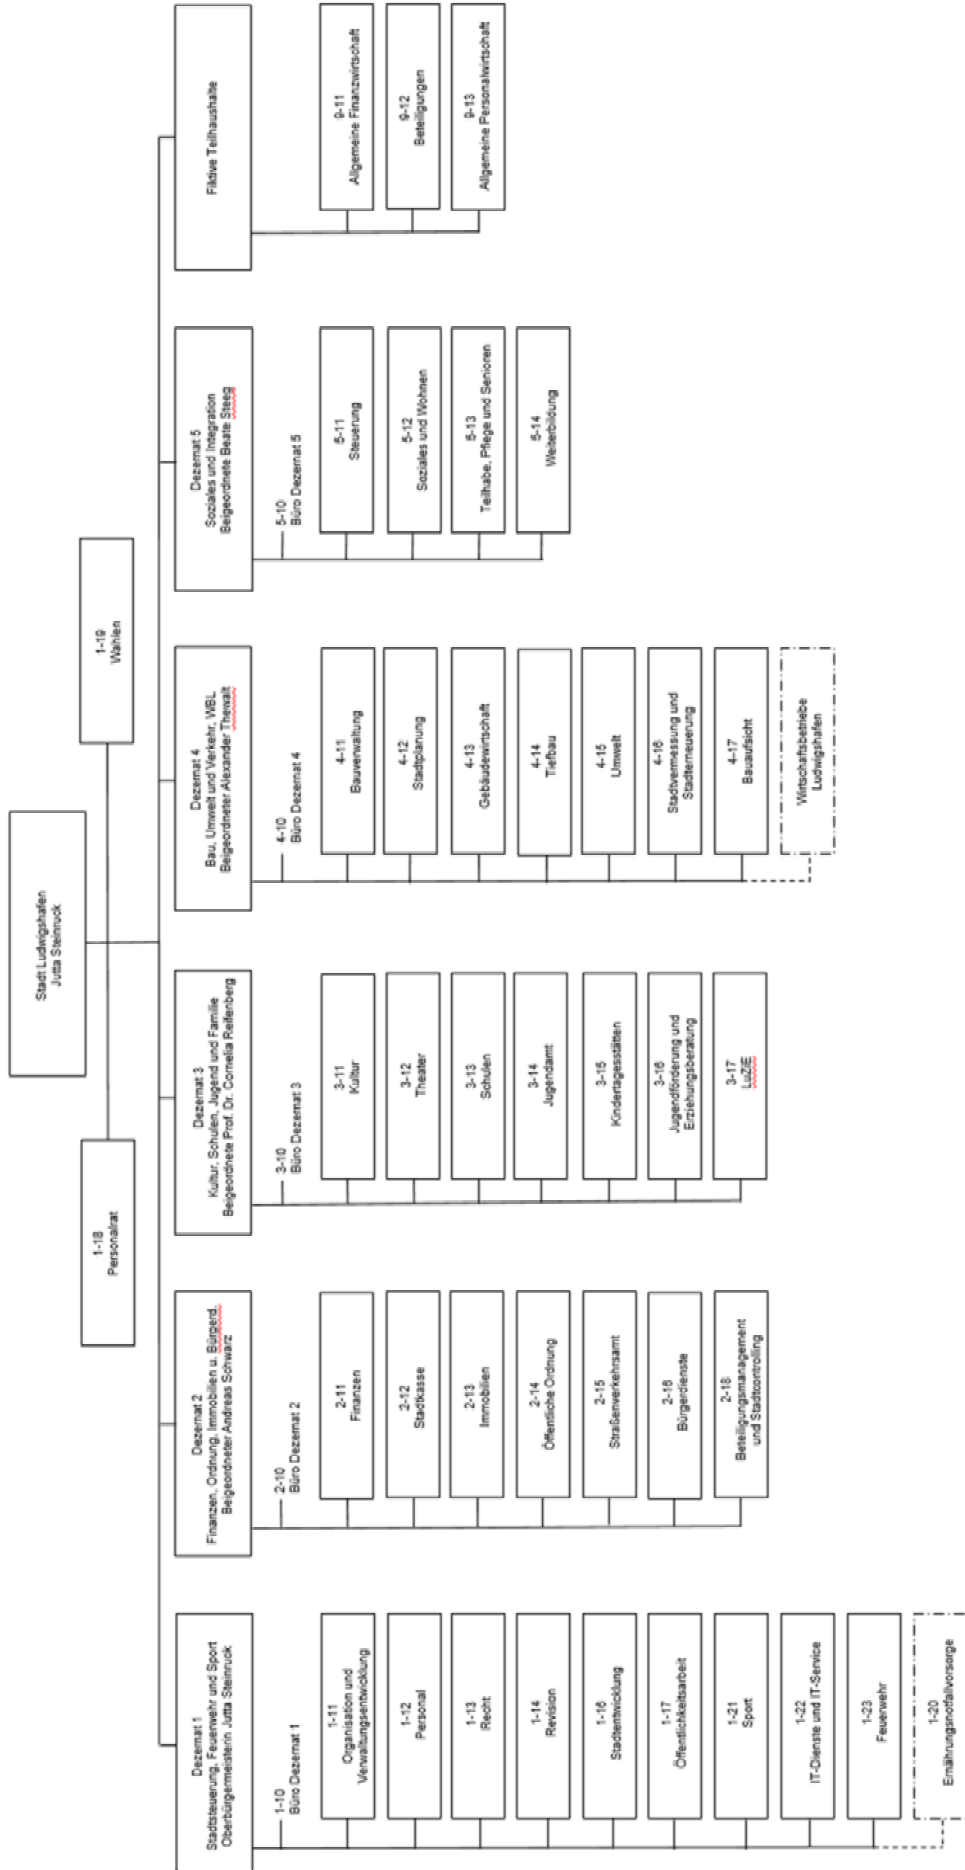 Stadt Ludwigshafen
Jutta Steinruck
1-18
Personalrat
1-19
Wahlen
Dezernat 1
Stadtsteuerung, Feuerwehr und Sport
Oberbürgermeisterin Jutta Steinruck
1-10
Büro Dezernat 1
1-11
Organisation und
Verwaltungsentwicklung
1-12
Personal
1-13
Recht
1-14
Revision
1-16
Stadtentwicklung
1-17
Öffentlichkeitsarbeit
1-21
Sport
1-22
IT-Dienste und IT-Service
1-23
Feuerwehr
1-20
Ernährungsnotfallvorsorge
Dezernat 2
Finanzen, Ordnung, Immobilien u. Bürgerd.
Beigeordneter Andreas Schwarz
2-10
Büro Dezernat 2
2-11
Finanzen
2-12
Stadtkasse
2-13
Immobilien
2-14
Öffentliche Ordnung
2-15
Straßenverkehrsamt
2-16
Bürgerdienste
2-18
Beteiligungsmanagement
und Stadtcontrolling
Dezernat 3
Kultur, Schulen, Jugend und Familie
Beigeordnete Prof. Dr. Cornelia Reifenberg
3-10
Büro Dezernat 3
3-11
Kultur
3-12
Theater
3-13
Schulen
3-14
Jugendamt
3-15
Kindertagesstätten
3-16
Jugendförderung und
Erziehungsberatung
3-17
LuZiE
Dezernat 4
Bau, Umwelt und Verkehr, WBL
Beigeordneter Alexander Thewalt
4-10
Büro Dezernat 4
4-11
Bauverwaltung
4-12
Stadtplanung
4-13
Gebäudewirtschaft
4-14
Tiefbau
4-15
Umwelt
4-16
Stadtvermessung und
Stadterneuerung
4-17
Bauaufsicht
Wirtschaftsbetriebe
Ludwigshafen
Dezernat 5
Soziales und Integration
Beigeordnete Beate Steeg
5-10
Büro Dezernat 5
5-11
Steuerung
5-12
Soziales und Wohnen
5-13
Teilhabe, Pflege und Senioren
5-14
Weiterbildung
Fiktive Teilhaushalte
9-11
Allgemeine Finanzwirtschaft
9-12
Beteiligungen
9-13
Allgemeine Personalwirtschaft